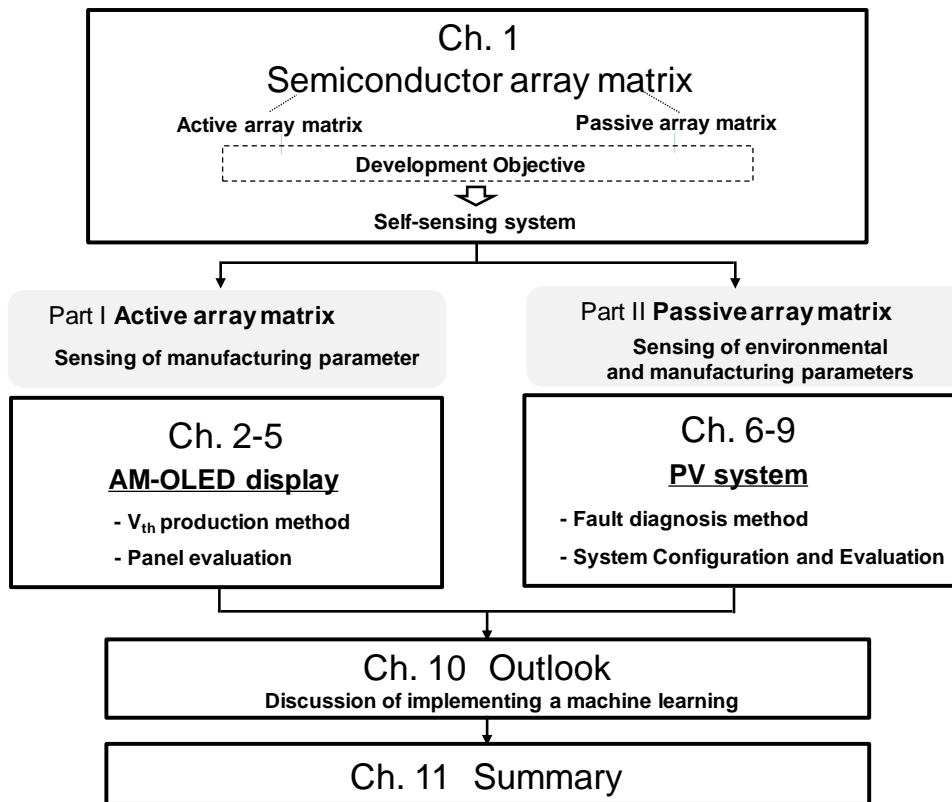 Ch. 1
Semiconductor array matrix
Active array matrix
Passive array matrix
Development Objective
Self-sensing system
Part I Active array matrix
Sensing of manufacturing parameter
Part II Passive array matrix
Sensing of environmental
and manufacturing parameters
Ch. 2-5
AM-OLED display
- Vth production method
- Panel evaluation
Ch. 6-9
PV system
- Fault diagnosis method
- System Configuration and Evaluation
Ch. 10 Outlook
Discussion of implementing a machine learning
Ch. 11 Summary